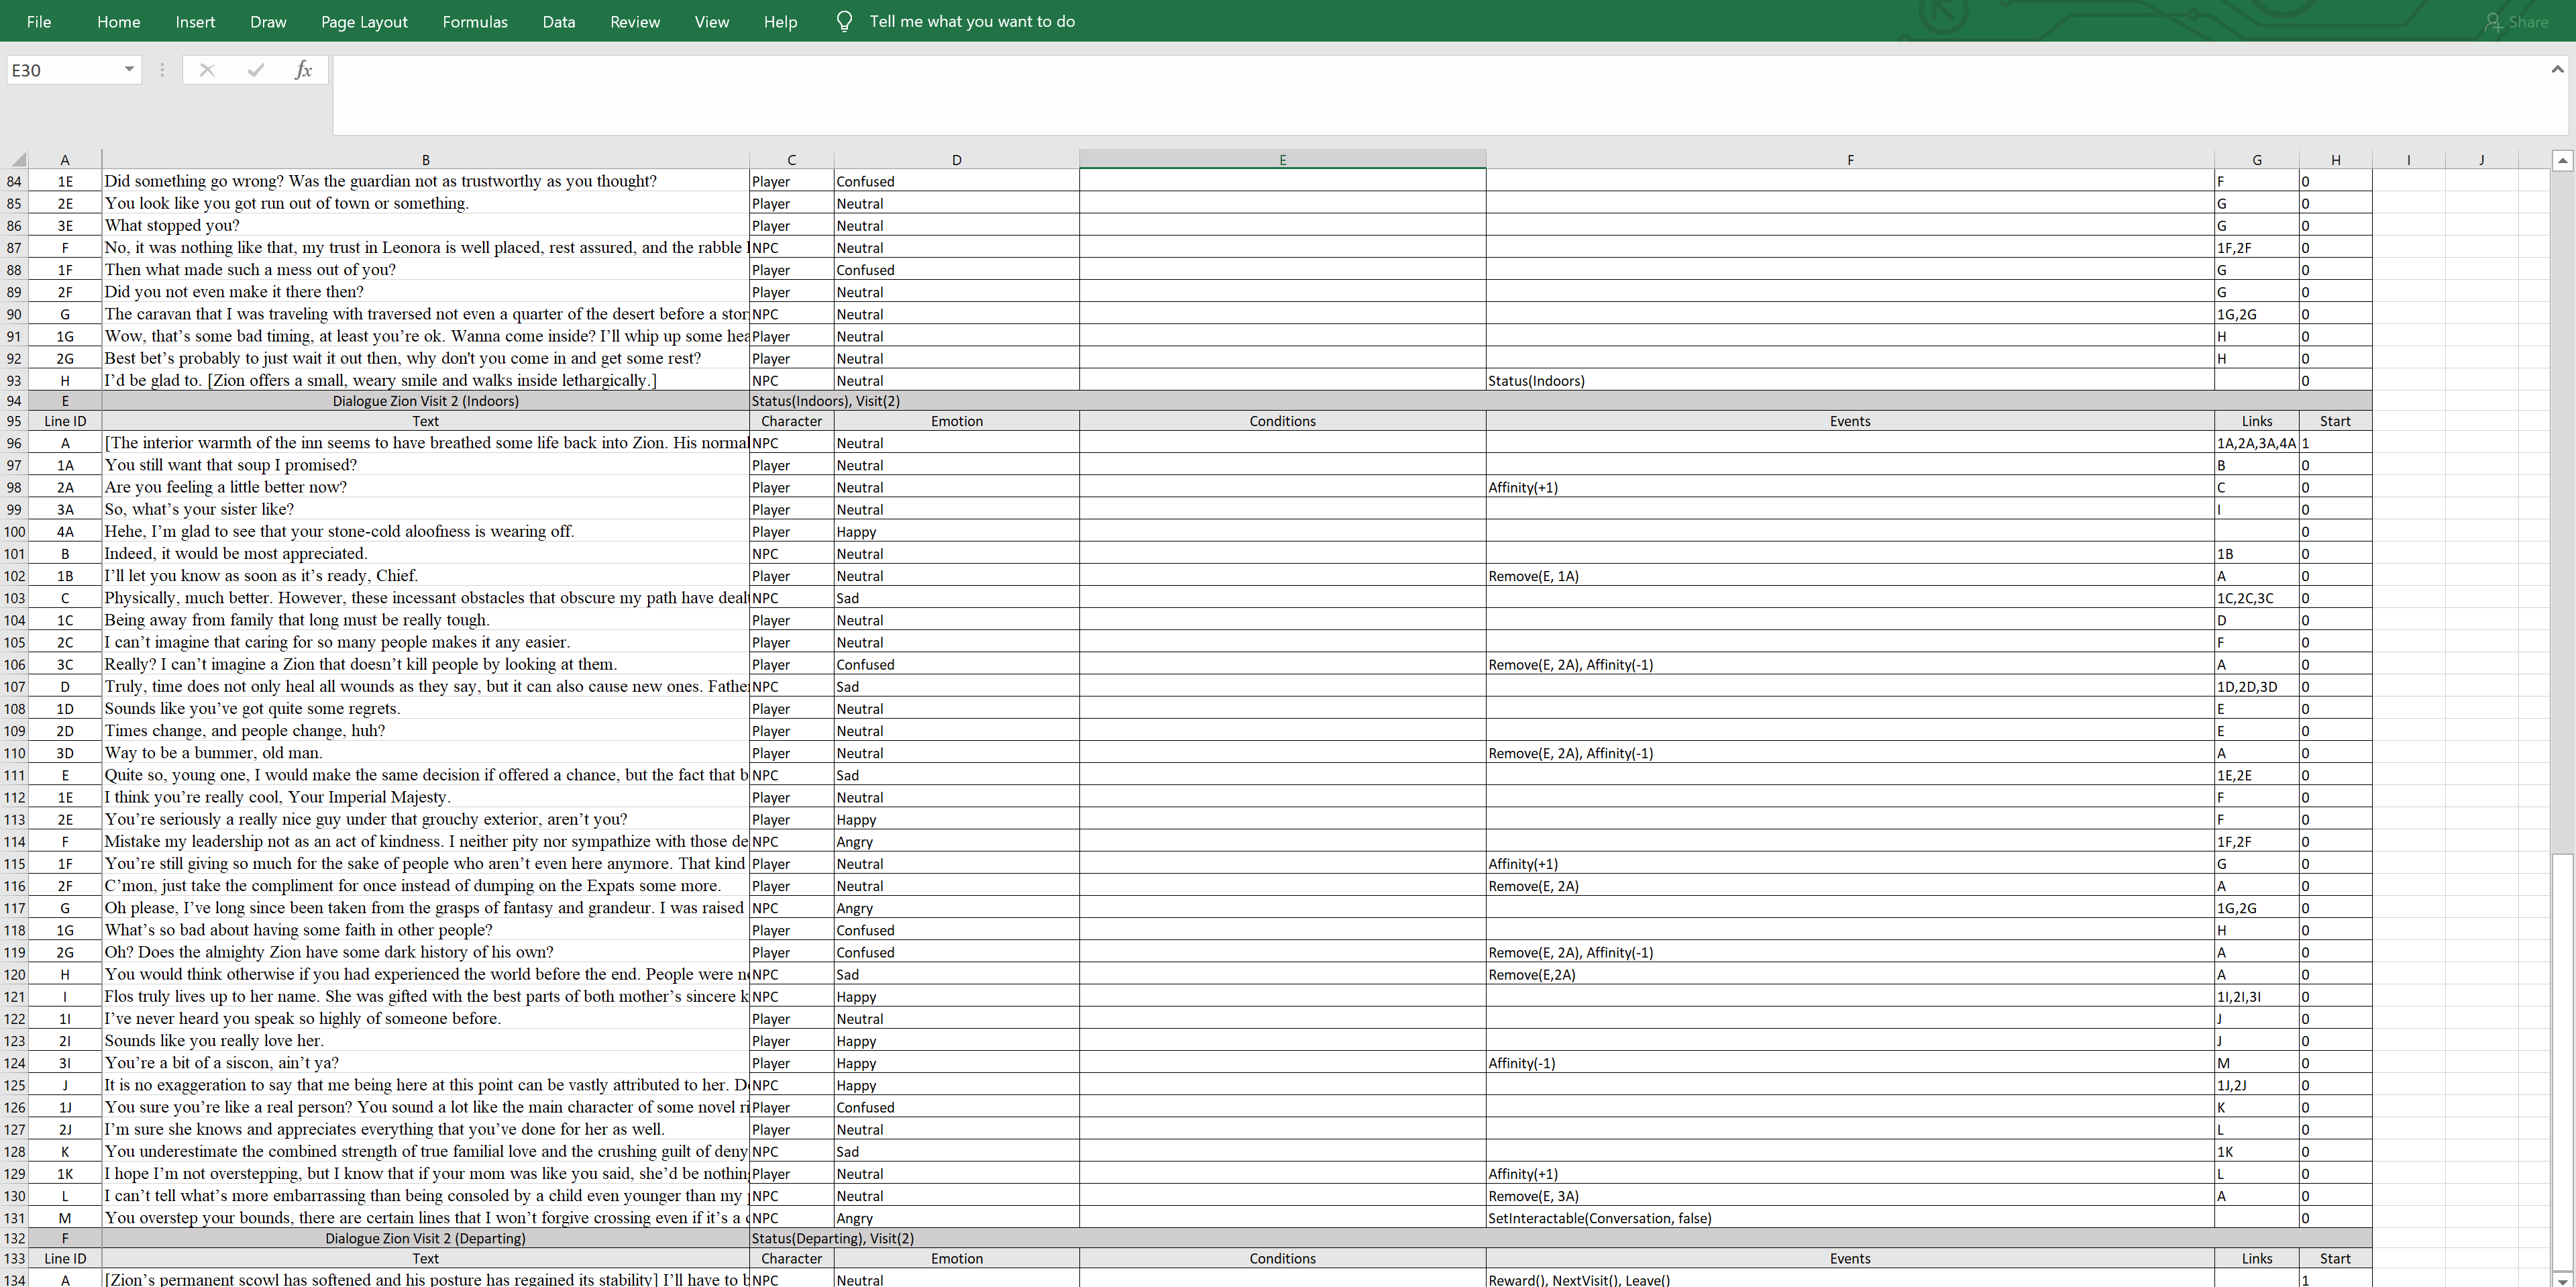 File Home Insert Draw Page Layout Formulas Data Review View Help Tell me what you want to do Share
E30 fx
A B C D E F G H I J
84 1E Did something go wrong? Was the guardian not as trustworthy as you thought? Player Confused F 0
85 2E You look like you got run out of town or something. Player Neutral G 0
86 3E What stopped you? Player Neutral G 0
87 F No, it was nothing like that, my trust in Leonora is well placed, rest assured, and the rabble NPC Neutral 1F,2F 0
88 1F Then what made such a mess out of you? Player Confused G 0
89 2F Did you not even make it there then? Player Neutral G 0
90 G The caravan that I was traveling with traversed not even a quarter of the desert before a NPC Neutral 1G,2G 0
91 1G Wow, that’s some bad timing, at least you’re ok. Wanna come inside? I’ll whip up some Player Neutral H 0
92 2G Best bet’s probably to just wait it out then, why don't you come in and get some rest? Player Neutral H 0
93 H I’d be glad to. [Zion offers a small, weary smile and walks inside lethargically.] NPC Neutral Status(Indoors) 0
94 E Dialogue Zion Visit 2 (Indoors) Status(Indoors), Visit(2)
95 Line ID Text Character Emotion Conditions Events Links Start
96 A [The interior warmth of the inn seems to have breathed some life back into Zion. His normal NPC Neutral 1A,2A,3A,4A 1
97 1A You still want that soup I promised? Player Neutral B 0
98 2A Are you feeling a little better now? Player Neutral Affinity(+1) C 0
99 3A So, what’s your sister like? Player Neutral I 0
100 4A Hehe, I’m glad to see that your stone-cold aloofness is wearing off. Player Happy 0
101 B Indeed, it would be most appreciated. NPC Neutral 1B 0
102 1B I’ll let you know as soon as it’s ready, Chief. Player Neutral Remove(E, 1A) A 0
103 C Physically, much better. However, these incessant obstacles that obscure my path have NPC Sad 1C,2C,3C 0
104 1C Being away from family that long must be really tough. Player Neutral D 0
105 2C I can’t imagine that caring for so many people makes it any easier. Player Neutral F 0
106 3C Really? I can’t imagine a Zion that doesn’t kill people by looking at them. Player Confused Remove(E, 2A), Affinity(-1) A 0
107 D Truly, time does not only heal all wounds as they say, but it can also cause new ones. NPC Sad 1D,2D,3D 0
108 1D Sounds like you’ve got quite some regrets. Player Neutral E 0
109 2D Times change, and people change, huh? Player Neutral E 0
110 3D Way to be a bummer, old man. Player Neutral Remove(E, 2A), Affinity(-1) A 0
111 E Quite so, young one, I would make the same decision if offered a chance, but the fact that b NPC Sad 1E,2E 0
112 1E I think you’re really cool, Your Imperial Majesty. Player Neutral F 0
113 2E You’re seriously a really nice guy under that grouchy exterior, aren’t you? Player Happy F 0
114 F Mistake my leadership not as an act of kindness. I neither pity nor sympathize with those de NPC Angry 1F,2F 0
115 1F You’re still giving so much for the sake of people who aren’t even here anymore. That kind Player Neutral Affinity(+1) G 0
116 2F C’mon, just take the compliment for once instead of dumping on the Expats some more. Player Neutral Remove(E, 2A) A 0
117 G Oh please, I’ve long since been taken from the grasps of fantasy and grandeur. I was raised NPC Angry 1G,2G 0
118 1G What’s so bad about having some faith in other people? Player Confused H 0
119 2G Oh? Does the almighty Zion have some dark history of his own? Player Confused Remove(E, 2A), Affinity(-1) A 0
120 H You would think otherwise if you had experienced the world before the end. People were NPC Sad Remove(E,2A) A 0
121 I Flos truly lives up to her name. She was gifted with the best parts of both mother’s sincere k NPC Happy 1I,2I,3I 0
122 1I I’ve never heard you speak so highly of someone before. Player Neutral J 0
123 2I Sounds like you really love her. Player Happy J 0
124 3I You’re a bit of a siscon, ain’t ya? Player Happy Affinity(-1) M 0
125 J It is no exaggeration to say that me being here at this point can be vastly attributed to her. NPC Happy 1J,2J 0
126 1J You sure you’re like a real person? You sound a lot like the main character of some novel Player Confused K 0
127 2J I’m sure she knows and appreciates everything that you’ve done for her as well. Player Neutral L 0
128 K You underestimate the combined strength of true familial love and the crushing guilt of deny NPC Sad 1K 0
129 1K I hope I’m not overstepping, but I know that if your mom was like you said, she’d be Player Neutral Affinity(+1) L 0
130 L I can’t tell what’s more embarrassing than being consoled by a child even younger than my NPC Neutral Remove(E, 3A) A 0
131 M You overstep your bounds, there are certain lines that I won’t forgive crossing even if it’s a NPC Angry SetInteractable(Conversation, false) 0
132 F Dialogue Zion Visit 2 (Departing) Status(Departing), Visit(2)
133 Line ID Text Character Emotion Conditions Events Links Start
134 A [Zion’s permanent scowl has softened and his posture has regained its stability] I’ll have to NPC Neutral Reward(), NextVisit(), Leave() 1